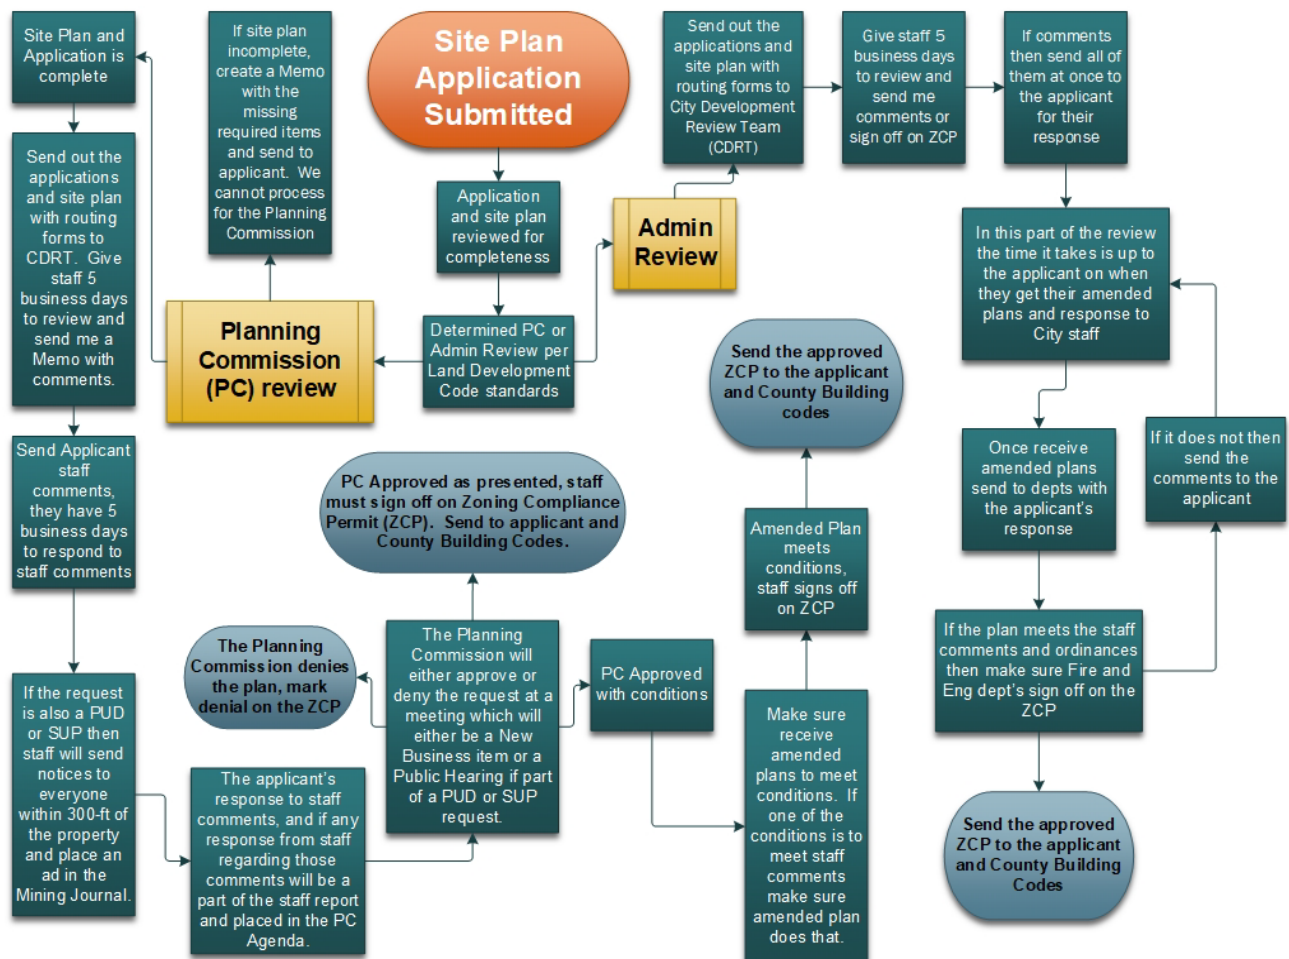 Site Plan and
Application is
complete
If site plan
incomplete,
create a Memo
with the
missing
required items
and send to
applicant.  We
cannot process
for the Planning
Commission
Site Plan
Application
Submitted
Send out the
applications and
site plan with
routing forms to
City Development
Review Team
(CDRT)
Give staff 5
business days
to review and
send me
comments or
sign off on ZCP
If comments
then send all of
them at once to
the applicant
for their
response
Send out the
applications
and site plan
with routing
forms to
CDRT.  Give
staff 5
business days
to review and
send me
a Memo with
comments.
Application
and site plan
reviewed for
completeness
Admin
Review
In this part of the review
the time it takes is up to
the applicant on when
they get their amended
plans and response to
City staff
Planning
Commission
(PC) review
Determined PC or
Admin Review per
Land Development
Code standards
Send the approved
ZCP to the applicant
and County Building
codes
Send Applicant
staff
comments,
they have 5
business days
to respond to
staff comments
PC Approved as presented, staff
must sign off on Zoning Compliance
Permit (ZCP).  Send to applicant and
County Building Codes.
Once receive
amended plans
send to depts with
the applicant's
response
If it does not then
send the
comments to the
applicant
Amended Plan
meets
conditions,
staff signs off
on ZCP
The Planning
Commission denies
the plan, mark
denial on the ZCP
The Planning
Commission will
either approve or
deny the request at a
meeting which will
either be a New
Business item or a
Public Hearing if part
of a PUD or SUP
request.
PC Approved
with conditions
If the plan meets the staff
comments and ordinances
then make sure Fire and
Eng dept's sign off on the
ZCP
If the request
is also a PUD
or SUP then
staff will send
notices to
everyone
within 300-ft of
the property
and place an
ad in the
Mining Journal.
The applicant's
response to staff
comments, and if any
response from staff
regarding those
comments will be a
part of the staff report
and placed in the PC
Agenda.
Make sure
receive
amended
plans to meet
conditions.  If
one of the
conditions is to
meet staff
comments
make sure
amended plan
does that.
Send the approved
ZCP to the applicant
and County Building
Codes